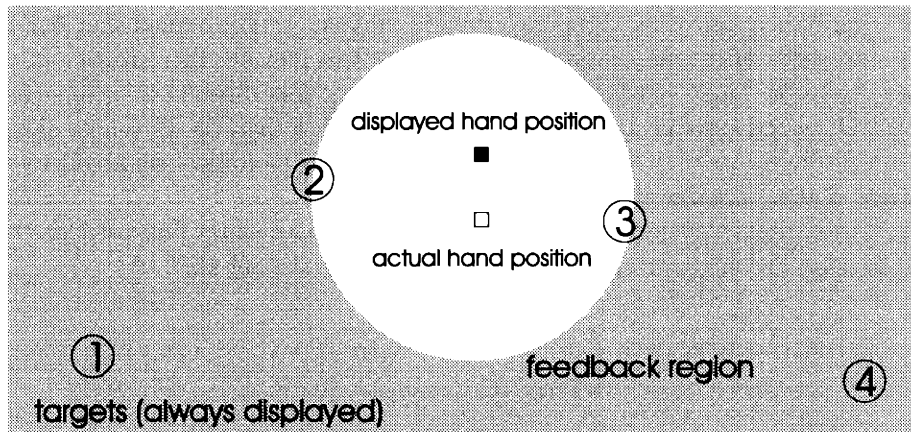 displayed hand position
2
3
actual hand position
1
feedback region
4
targets (always displayed)